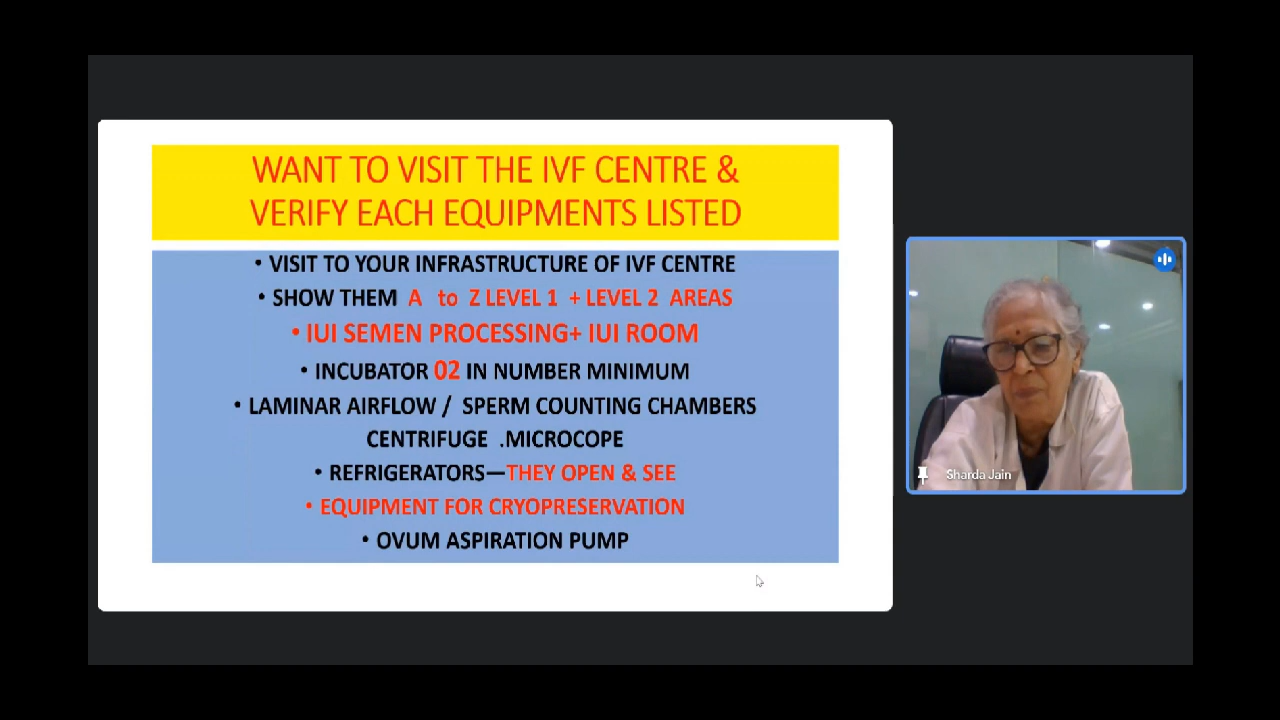 WANT TO VISIT THE IVF CENTRE &
VERIFY EACH EQUIPMENTS LISTED
• VISIT TO YOUR INFRASTRUCTURE OF IVF CENTRE
• SHOW THEM A to Z LEVEL 1 + LEVEL 2 AREAS
• IUI SEMEN PROCESSING+ IUI ROOM
• INCUBATOR 02 IN NUMBER MINIMUM
• LAMINAR AIRFLOW / SPERM COUNTING CHAMBERS
CENTRIFUGE .MICROCOPE
• REFRIGERATORS—THEY OPEN & SEE
• EQUIPMENT FOR CRYOPRESERVATION
• OVUM ASPIRATION PUMP
Sharda Jain